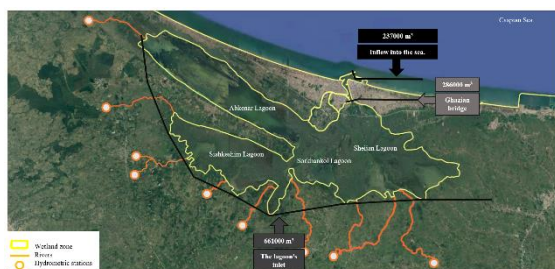 Caspian Sea
237000 m³
Inflow into the sea.
286000 m³
Ghazian
bridge
Abkenar Lagoon
Siahkeshim Lagoon
Sorkhankol Lagoon
Sheijan Lagoon
661000 m³
The lagoon's
inlet
Wetland zone
Rivers
Hydrometric stations